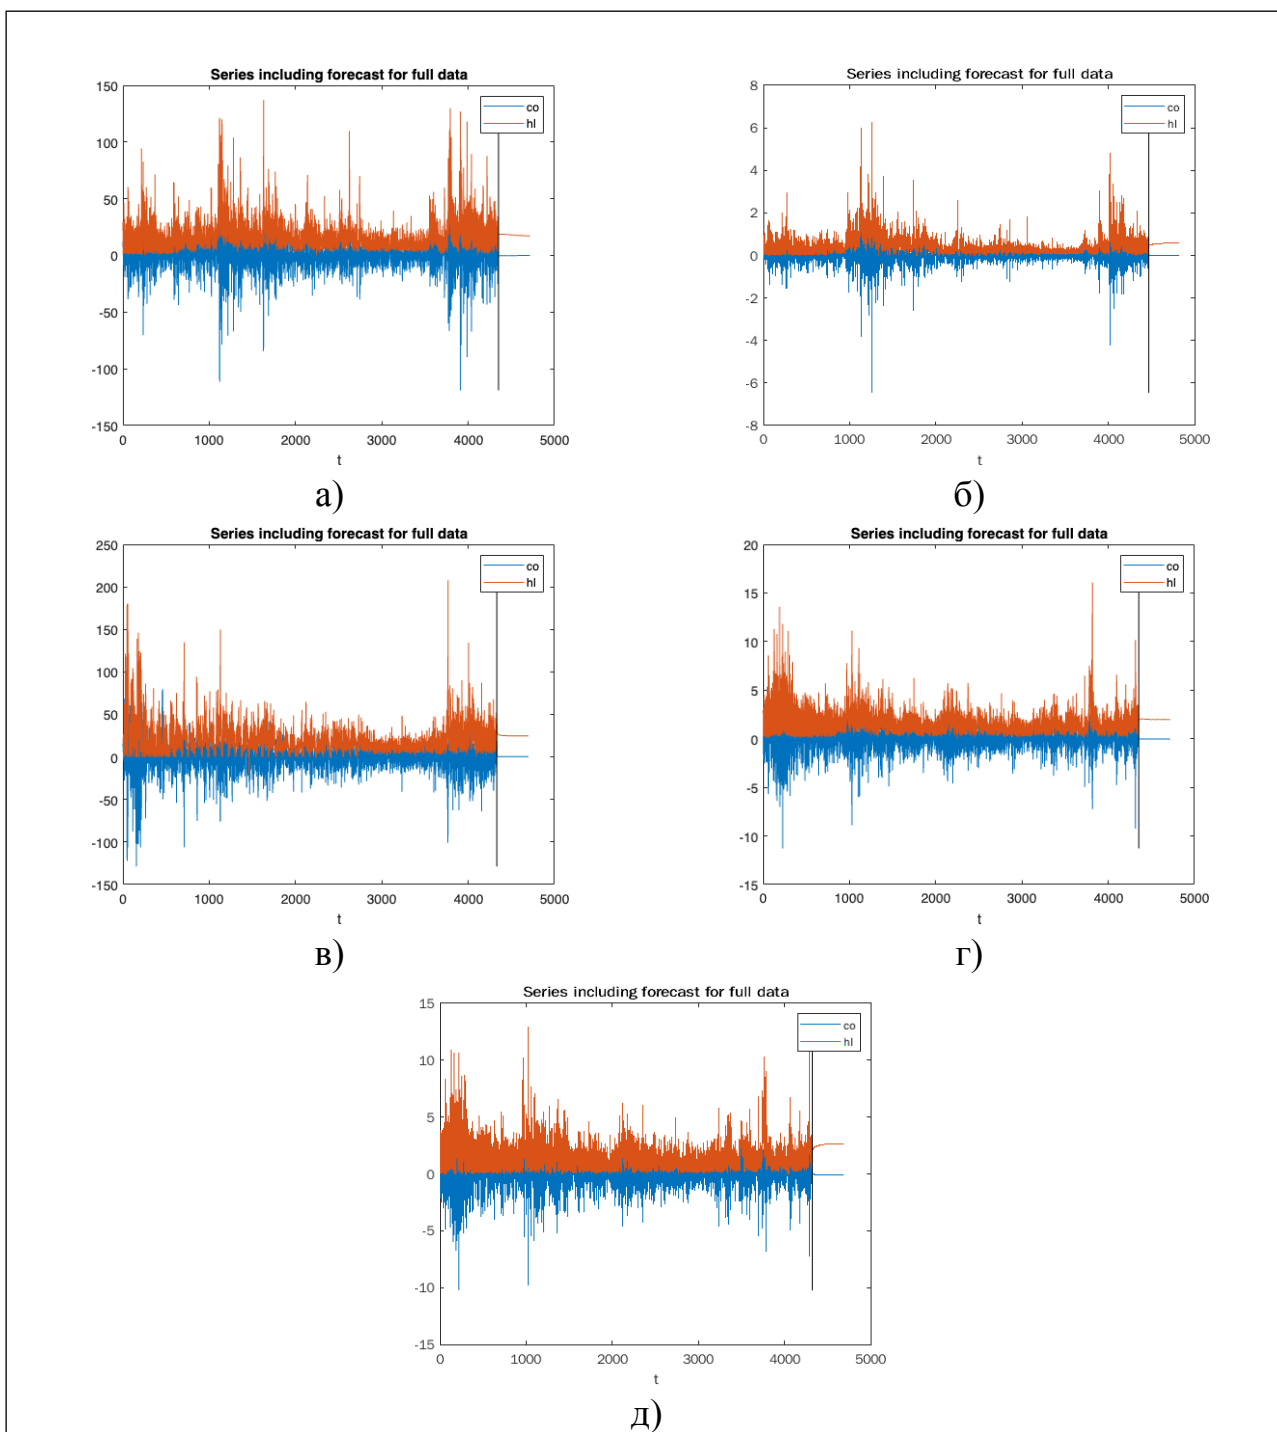 Series including forecast for full data
150
100
50
0
-50
-100
-150
0 1000 2000 3000 4000 5000
t
co
hl
а)
Series including forecast for full data
8
6
4
2
0
-2
-4
-6
-8
0 1000 2000 3000 4000 5000
t
co
hl
б)
Series including forecast for full data
250
200
150
100
50
0
-50
-100
-150
0 1000 2000 3000 4000 5000
t
co
hl
в)
Series including forecast for full data
20
15
10
5
0
-5
-10
-15
0 1000 2000 3000 4000 5000
t
co
hl
г)
Series including forecast for full data
15
10
5
0
-5
-10
-15
0 1000 2000 3000 4000 5000
t
co
hl
д)